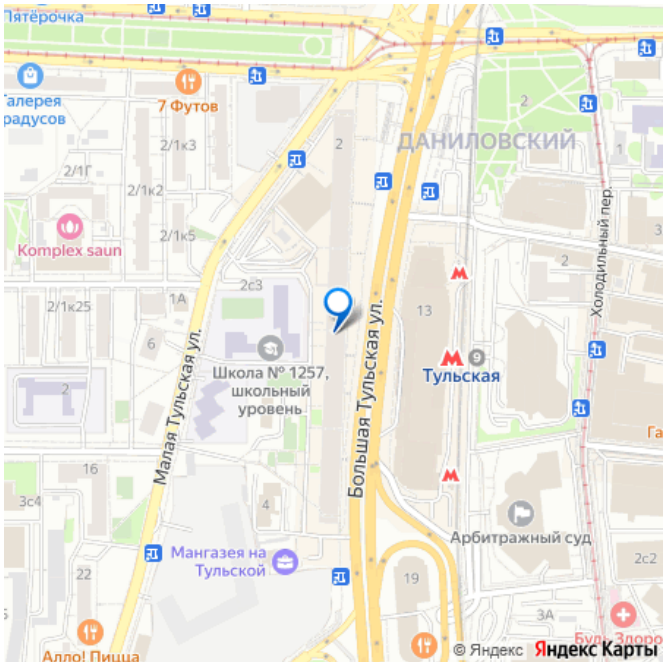 Пятёрочка
Галерея
градусов
7 Футов
2/1к3
2
ДАНИЛОВСКИЙ
1
2/1Г
2/1к2
Холодильный пер.
Komplex saun
2/1к5
2
2с3
2/1к25
1А
13
6
9
Тульская
Школа № 1257,
школьный
уровень
Малая Тульская ул.
Большая Тульская ул.
2
Га
16
3с4
4
Арбитражный суд
Мангазея на
Тульской
2с2
22
19
3А
Будь Здоро
Алло! Пицца
© Яндекс Яндекс Карты